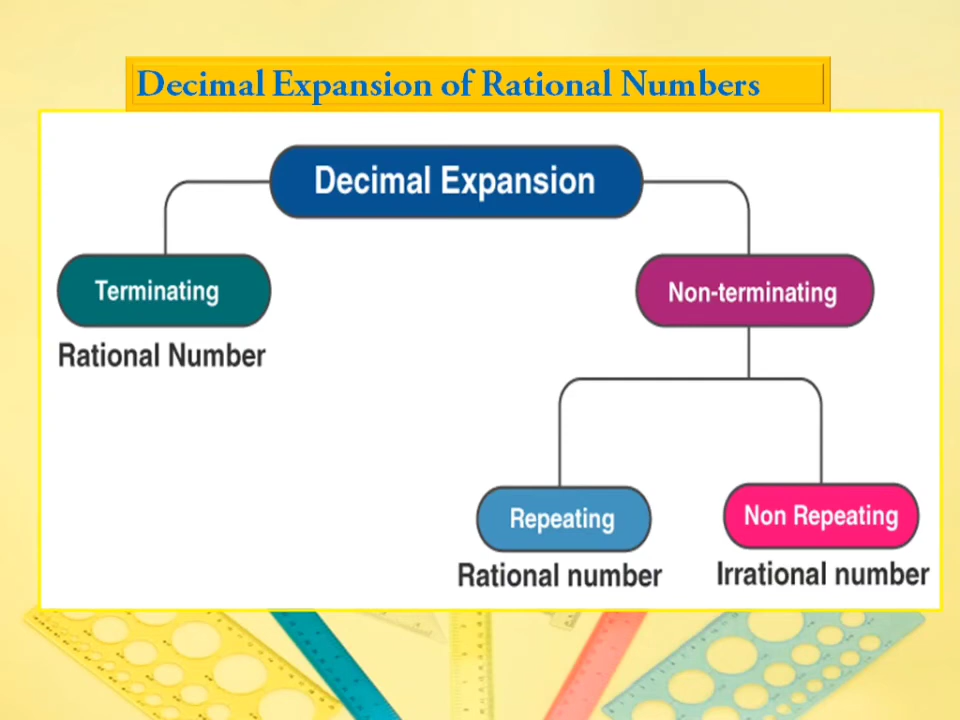 Decimal Expansion of Rational Numbers
Decimal Expansion
Terminating
Non-terminating
Rational Number
Repeating
Non Repeating
Rational number
Irrational number